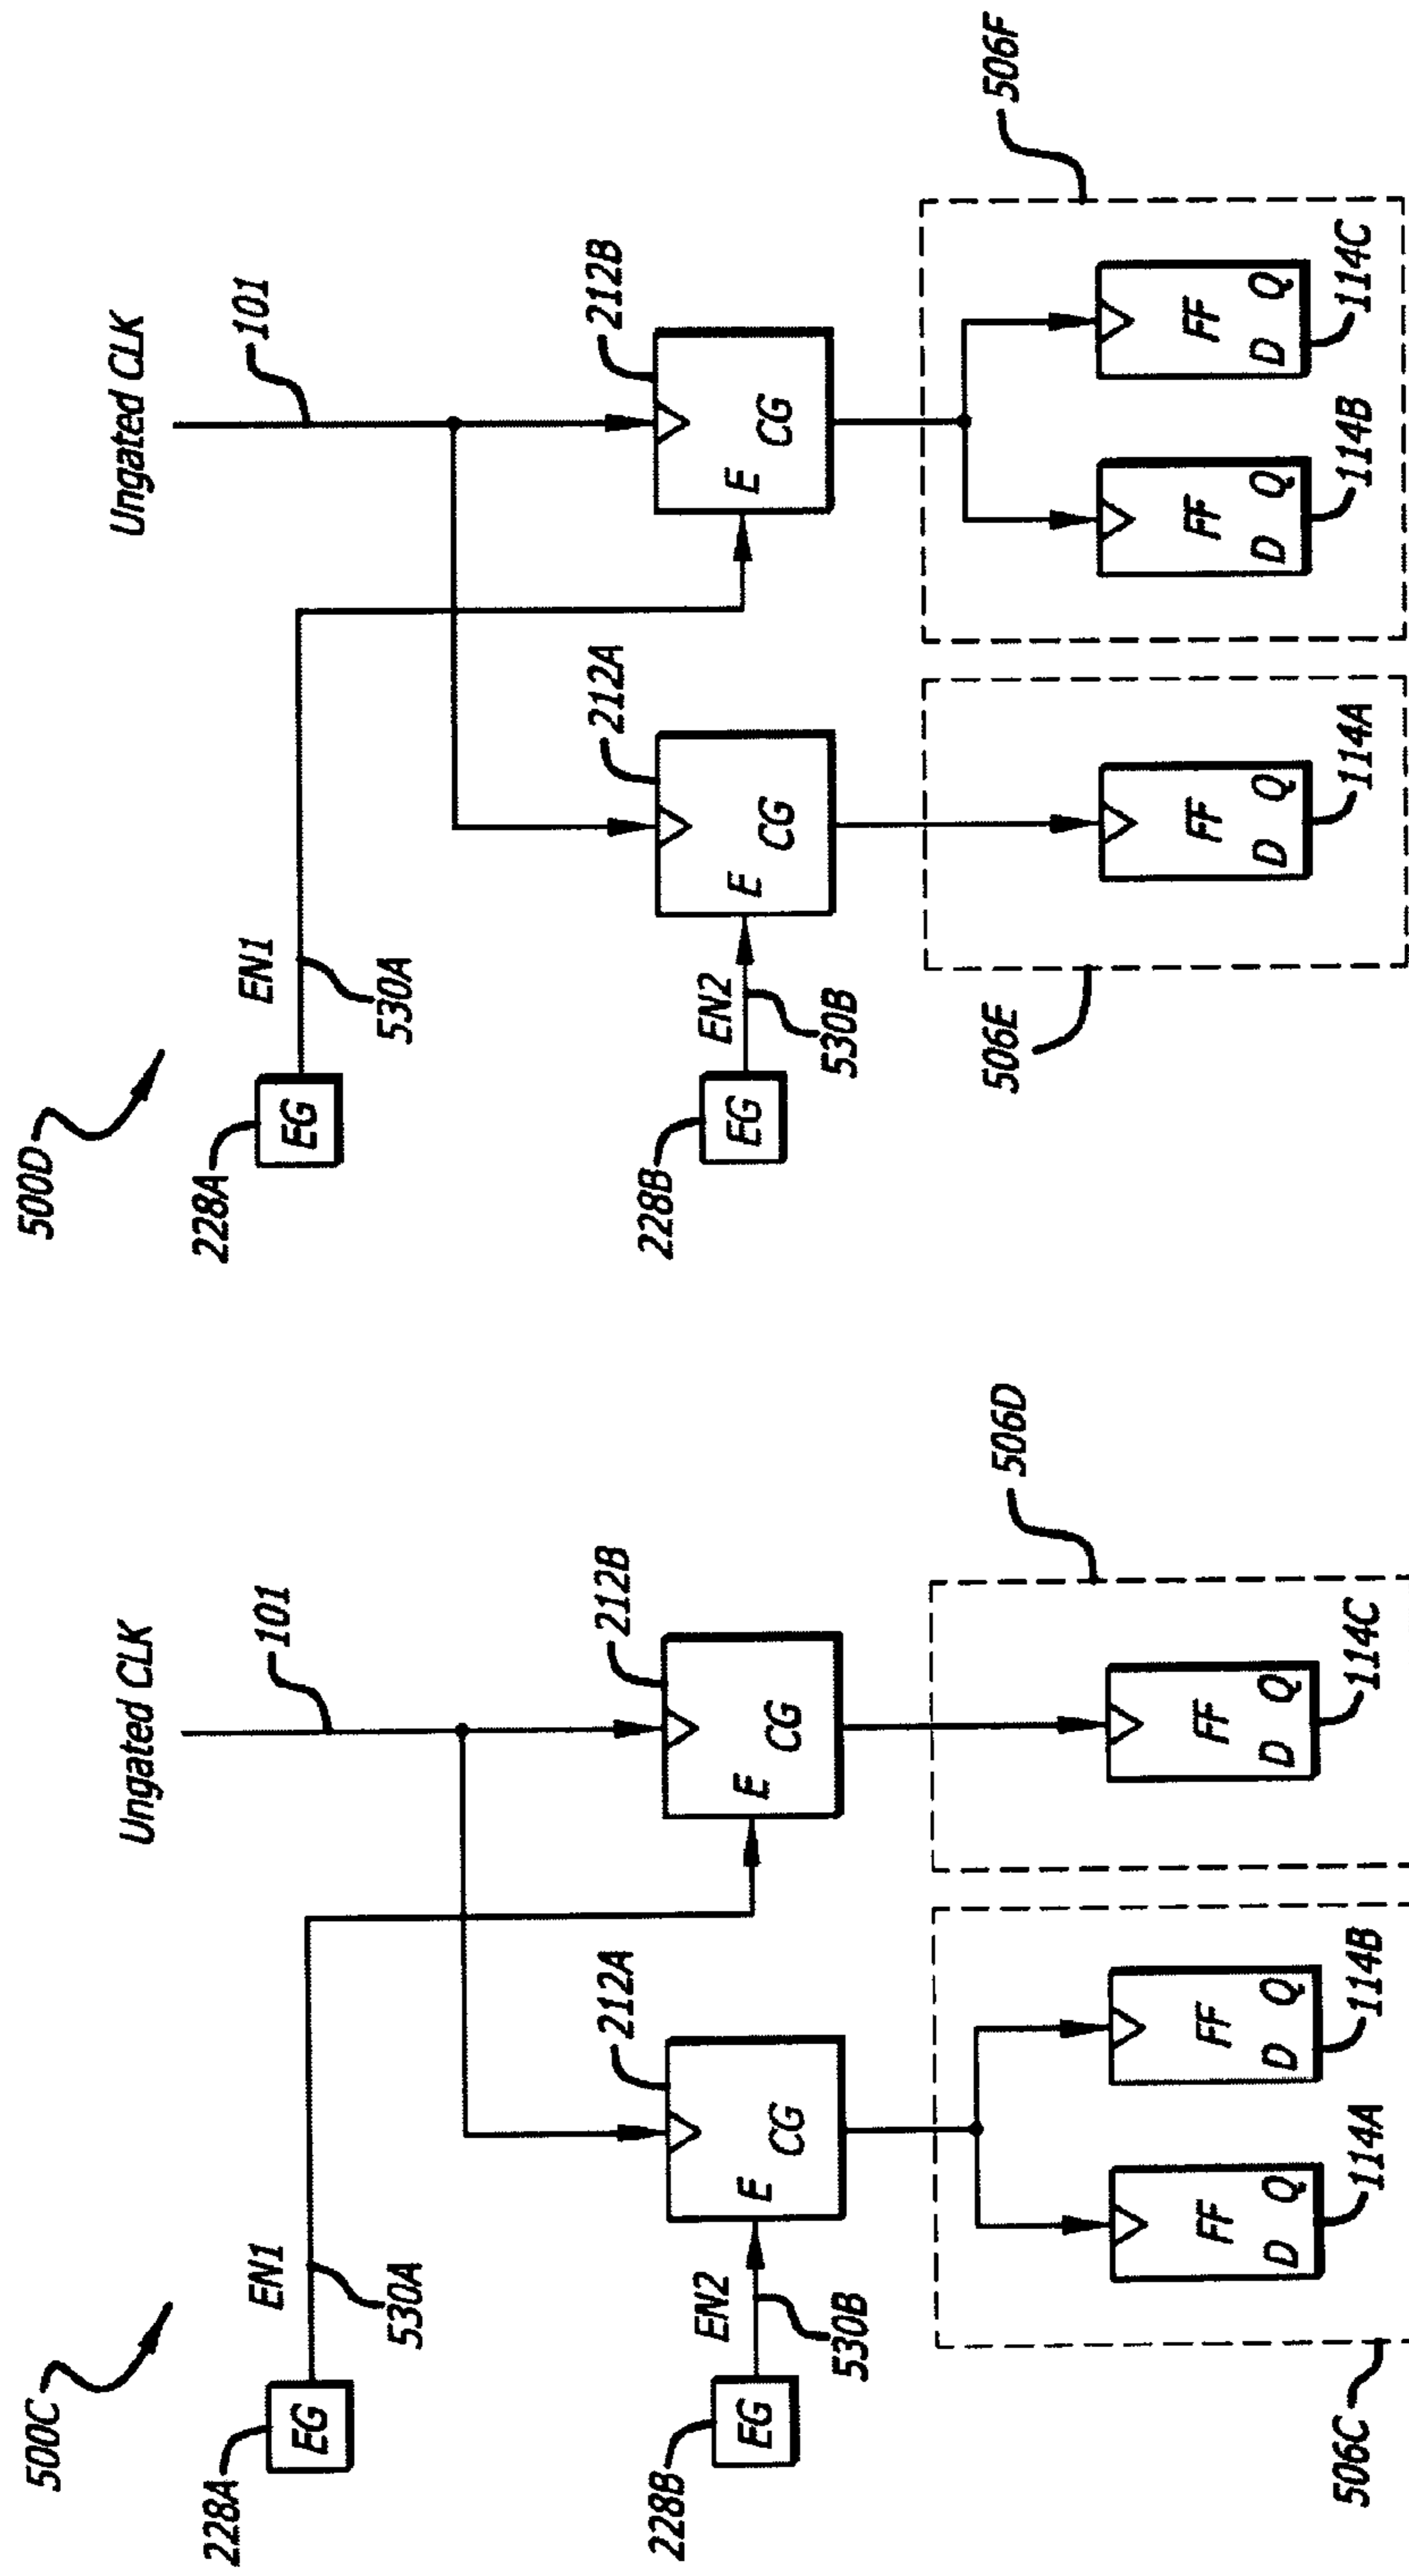 500C
Ungated CLK
101
EN1
530A
228A
EG
212A
212B
E
CG
E
CG
EN2
530B
228B
EG
506D
FF
D Q
114A
FF
D Q
114B
FF
D Q
114C
506C
500D
Ungated CLK
101
EN1
530A
228A
EG
212A
212B
E
CG
E
CG
EN2
530B
228B
EG
506E
506F
FF
D Q
114A
FF
D Q
114B
FF
D Q
114C